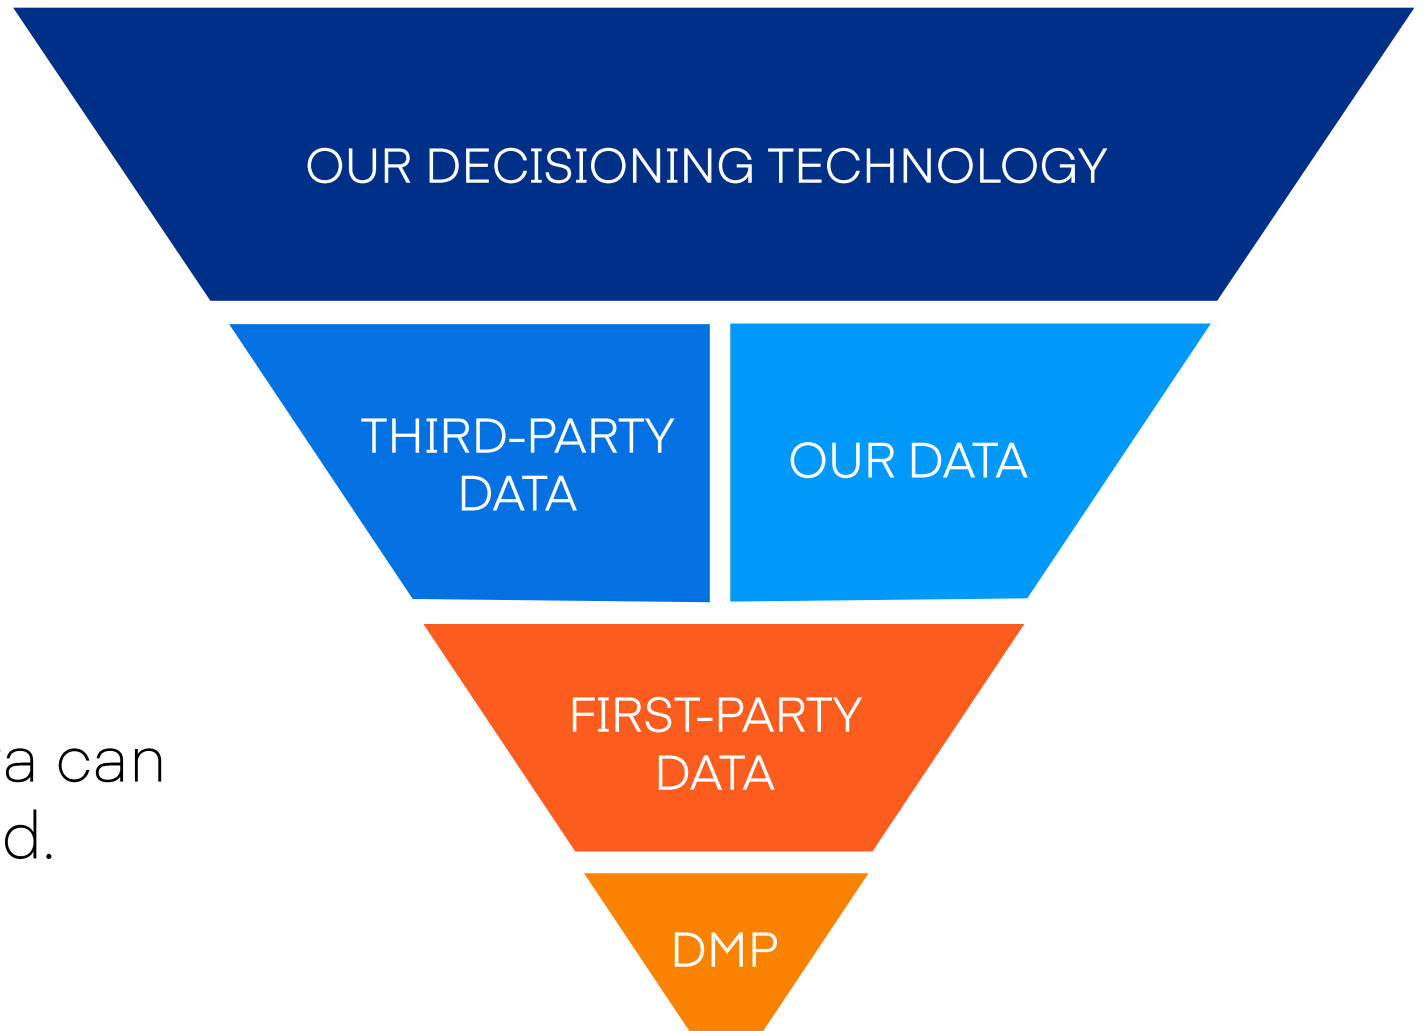 OUR DECISIONING TECHNOLOGY
THIRD-PARTY
DATA
OUR DATA
FIRST-PARTY
DATA
can
DMP